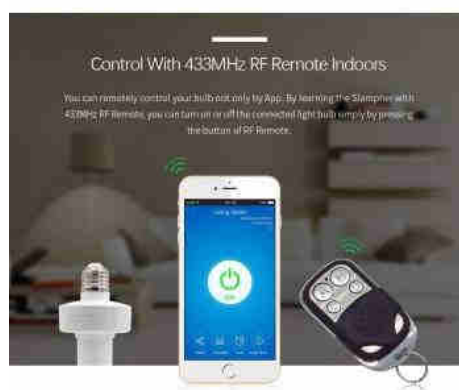 Control With 433MHz RF Remote Indoors
You can remotely control your bulb not only by App. By learning the Slampher with
433MHz RF Remote, you can turn on or off the connected light bulb simply by pressing
the button of RF Remote.
ON